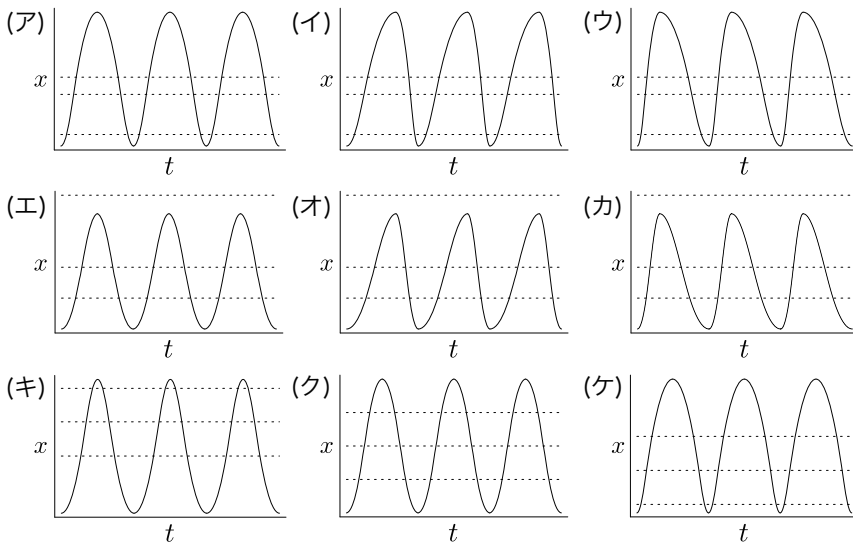 (ア) (イ) (ウ)
x x x
t t t
(エ) (オ) (カ)
x x x
t t t
(キ) (ク) (ケ)
x x x
t t t